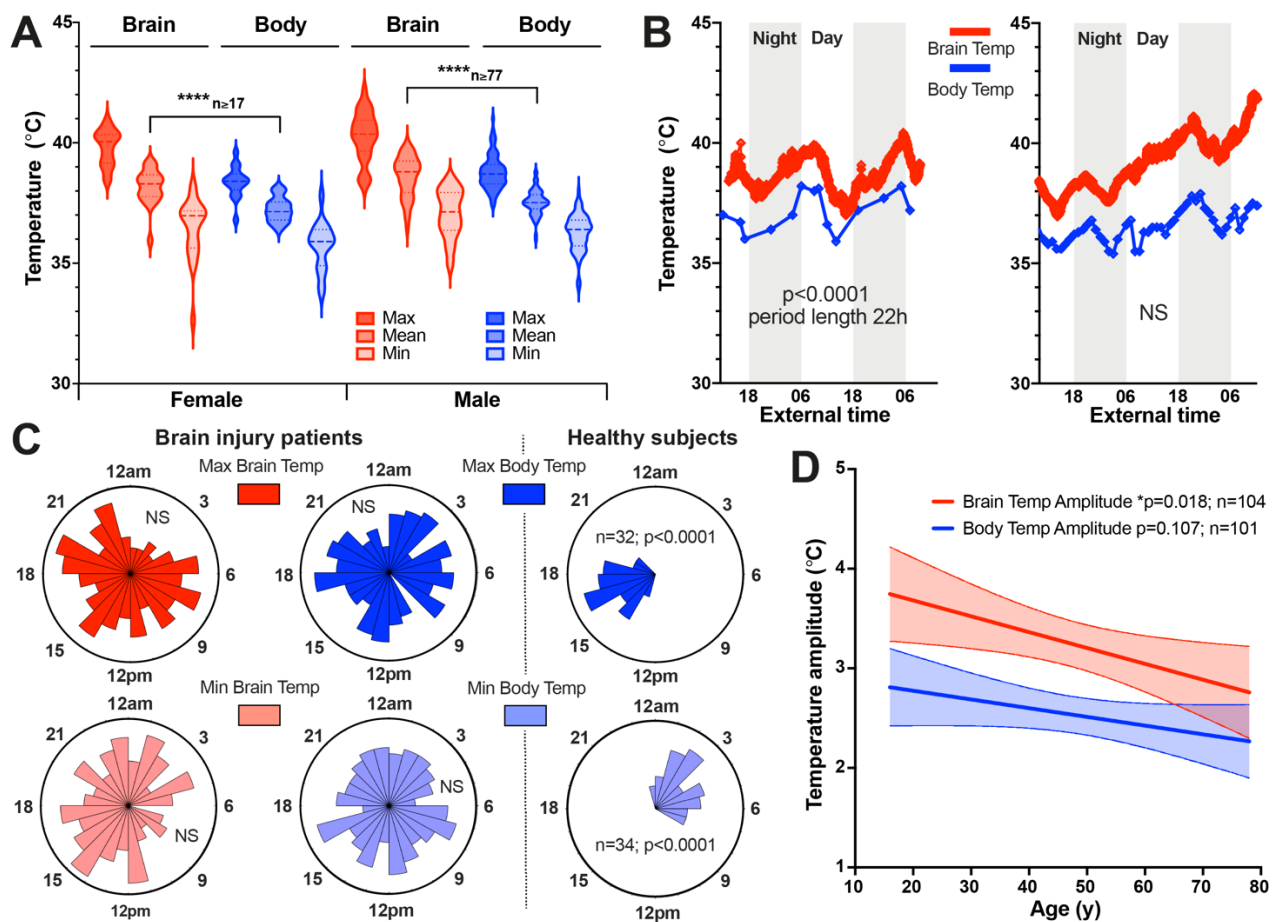 A
Brain
Body
Brain
Body
Temperature (°C)
45
40
35
30
**** n≥17
**** n≥77
Max
Mean
Min
Max
Mean
Min
Female
Male
B
Night
Day
Brain Temp
Body Temp
Night
Day
Temperature (°C)
45
40
35
30
p<0.0001
period length 22h
18
06
18
06
External time
45
40
35
30
NS
18
06
18
06
External time
C
Brain injury patients
Healthy subjects
Max Brain Temp
Max Body Temp
12am
3
6
9
12pm
15
18
21
NS
12am
3
6
9
12pm
15
18
21
NS
12am
3
6
9
12pm
15
18
21
n=32; p<0.0001
Min Brain Temp
Min Body Temp
12am
3
6
9
12pm
15
18
21
NS
12am
3
6
9
12pm
15
18
21
NS
12am
3
6
9
12pm
15
18
21
n=34; p<0.0001
D
Brain Temp Amplitude *p=0.018; n=104
Body Temp Amplitude p=0.107; n=101
Temperature amplitude (°C)
5
4
3
2
1
10
20
30
40
50
60
70
80
Age (y)